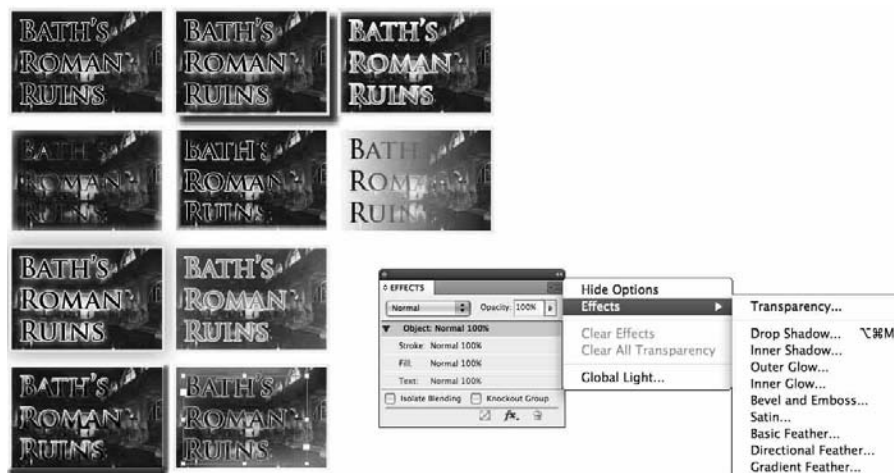 BATH'S
ROMAN
RUINS
BATH'S
ROMAN
RUINS
BATH'S
ROMAN
RUINS
BATH'S
ROMAN
RUINS
BATH'S
ROMAN
RUINS
BATH
ROM
RUIN
BATH'S
ROMAN
RUINS
BATH'S
ROMAN
RUINS
BATH'S
ROMAN
RUINS
BATH'S
ROMAN
RUINS
EFFECTS
Normal Opacity: 100%
Object: Normal 100%
Stroke: Normal 100%
Fill: Normal 100%
Text: Normal 100%
Isolate Blending Knockout Group
fx.
Hide Options
Effects
Clear Effects
Clear All Transparency
Global Light...
Transparency...
Drop Shadow... ⌥⌘M
Inner Shadow...
Outer Glow...
Inner Glow...
Bevel and Emboss...
Satin...
Basic Feather...
Directional Feather...
Gradient Feather...